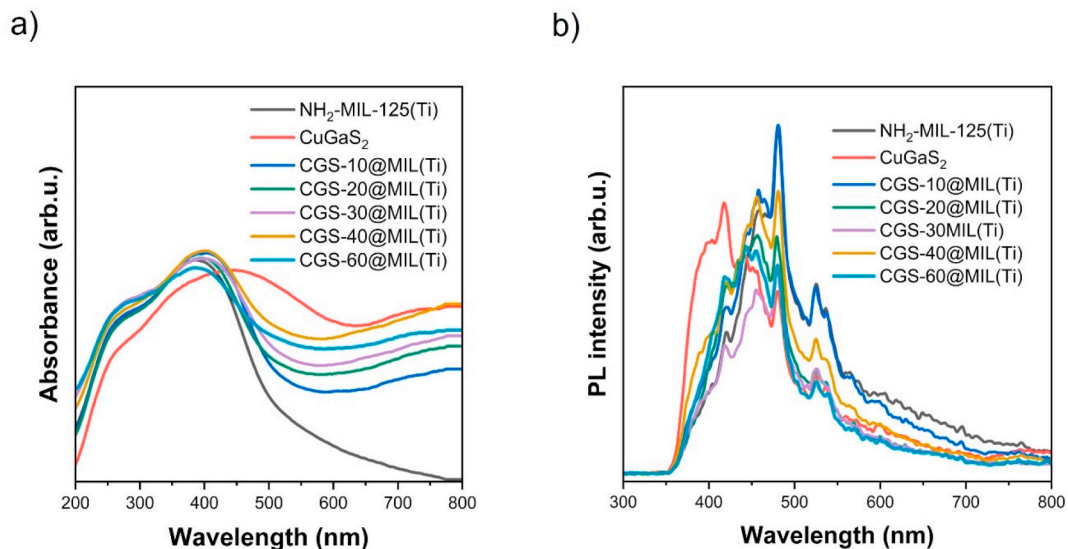 a)
NH₂-MIL-125(Ti)
CuGaS₂
CGS-10@MIL(Ti)
CGS-20@MIL(Ti)
CGS-30@MIL(Ti)
CGS-40@MIL(Ti)
CGS-60@MIL(Ti)
Absorbance (arb.u.)
200 300 400 500 600 700 800
Wavelength (nm)
b)
NH₂-MIL-125(Ti)
CuGaS₂
CGS-10@MIL(Ti)
CGS-20@MIL(Ti)
CGS-30MIL(Ti)
CGS-40@MIL(Ti)
CGS-60@MIL(Ti)
PL intensity (arb.u.)
300 400 500 600 700 800
Wavelength (nm)